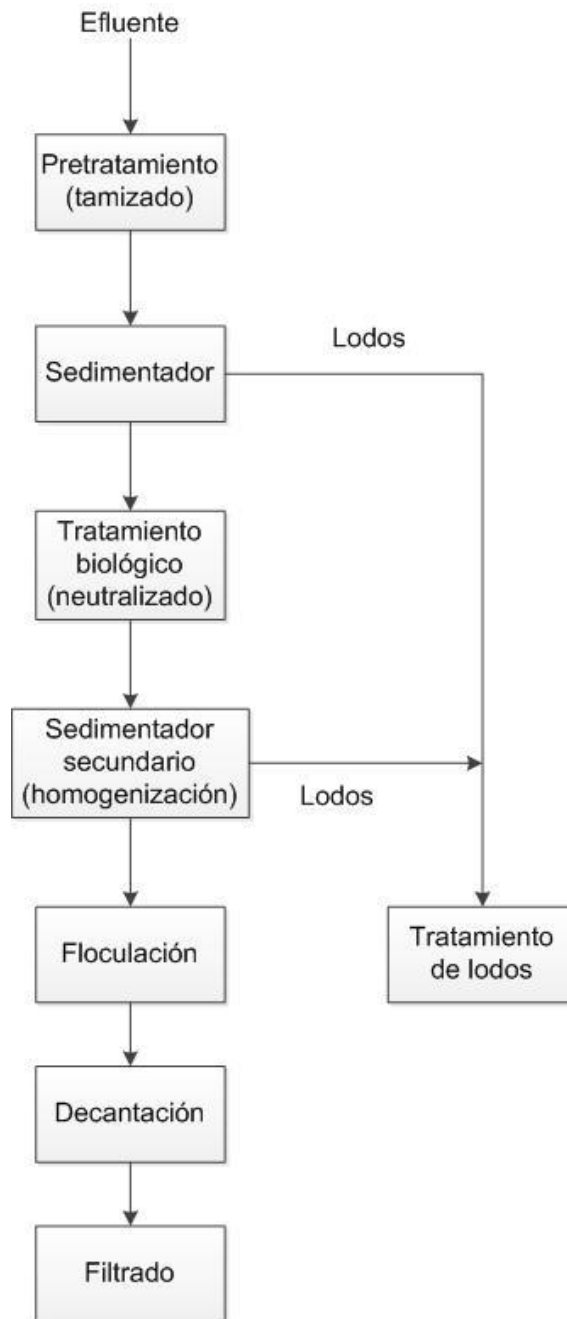 Efluente
Pretratamiento
(tamizado)
Sedimentador
Lodos
Tratamiento
biológico
(neutralizado)
Sedimentador
secundario
(homogenización)
Lodos
Floculación
Tratamiento
de lodos
Decantación
Filtrado